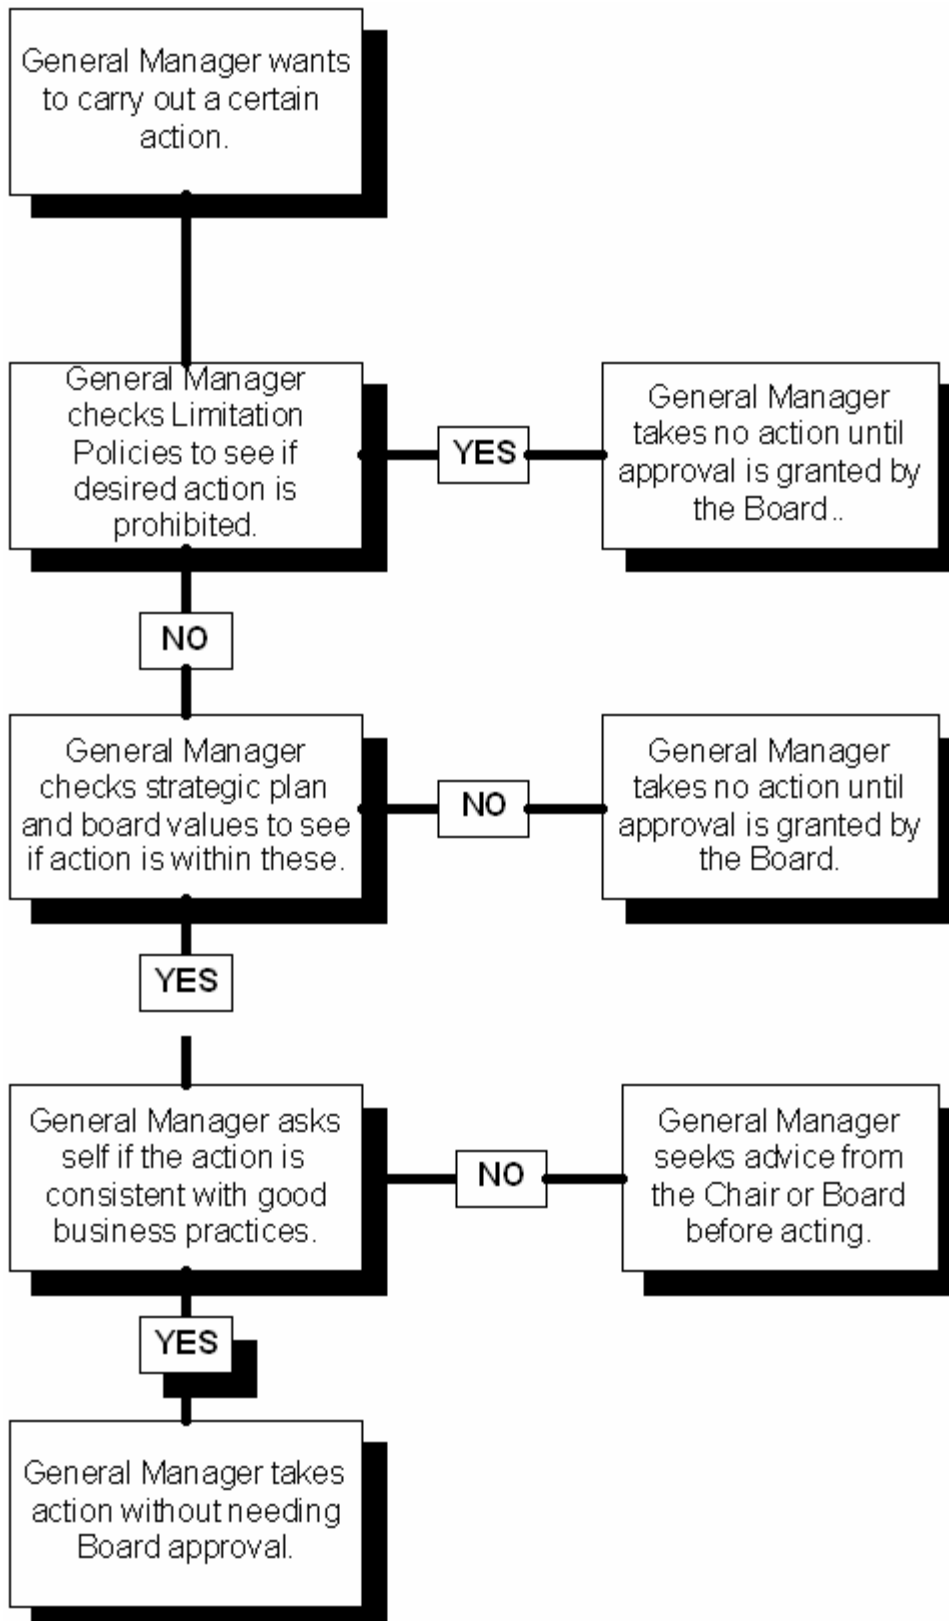 General Manager wants
to carry out a certain
action.
General Manager
checks Limitation
Policies to see if
desired action is
prohibited.
YES
General Manager
takes no action until
approval is granted by
the Board..
NO
General Manager
checks strategic plan
and board values to see
if action is within these.
NO
General Manager
takes no action until
approval is granted by
the Board.
YES
General Manager asks
self if the action is
consistent with good
business practices.
NO
General Manager
seeks advice from
the Chair or Board
before acting.
YES
General Manager takes
action without needing
Board approval.